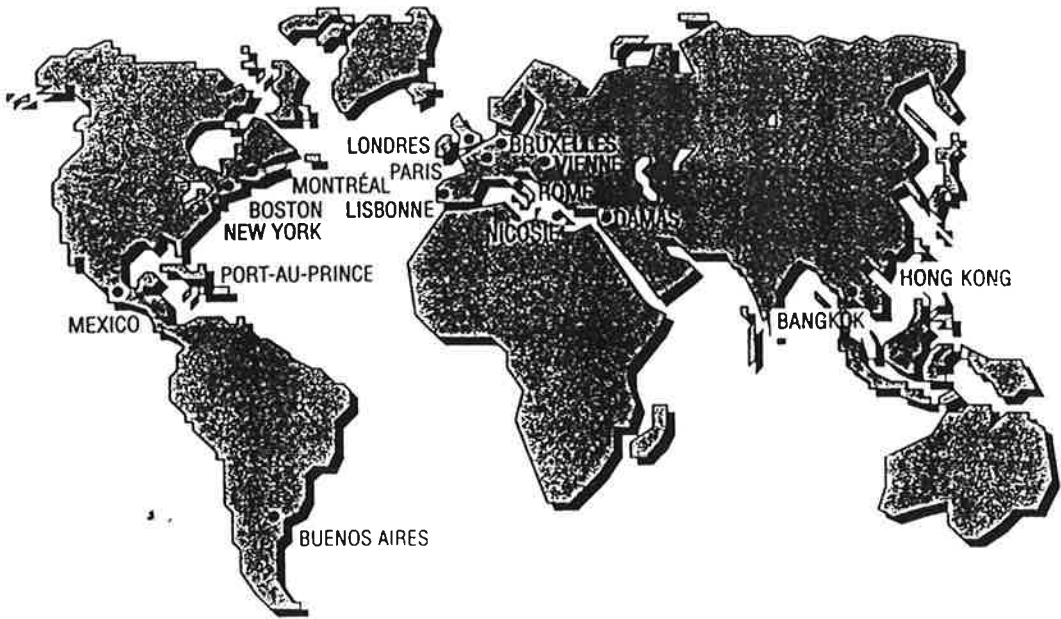 LONDRES
BRUXELLES
PARIS
VIENNE
MONTRÉAL
LISBONNE
ROME
BOSTON
NEW YORK
NICOSIE
DAMAS
PORT-AU-PRINCE
HONG KONG
MEXICO
BANGKOK
BUENOS AIRES